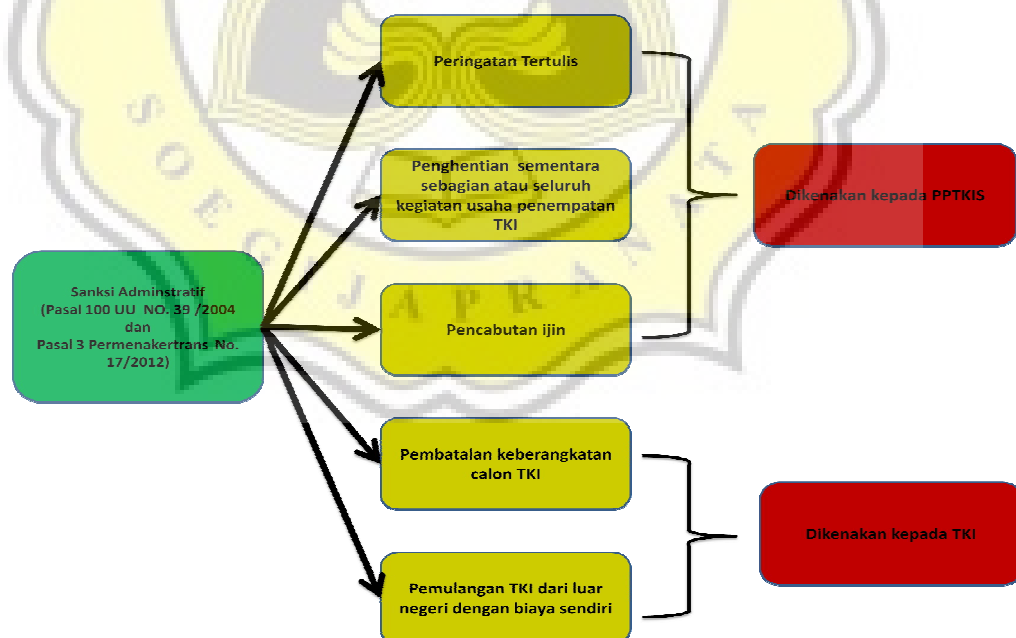 Peringatan Tertulis
Penghentian sementara
sebagian atau seluruh
kegiatan usaha penempatan
TKI
Dikenakan kepada PPTKIS
Sanksi Adminstratif
(Pasal 100 UU NO. 39 /2004
dan
Pasal 3 Permenakertrans No.
17/2012)
Pencabutan ijin
Pembatalan keberangkatan
calon TKI
Dikenakan kepada TKI
Pemulangan TKI dari luar
negeri dengan biaya sendiri
SOEGIJAPRANATA